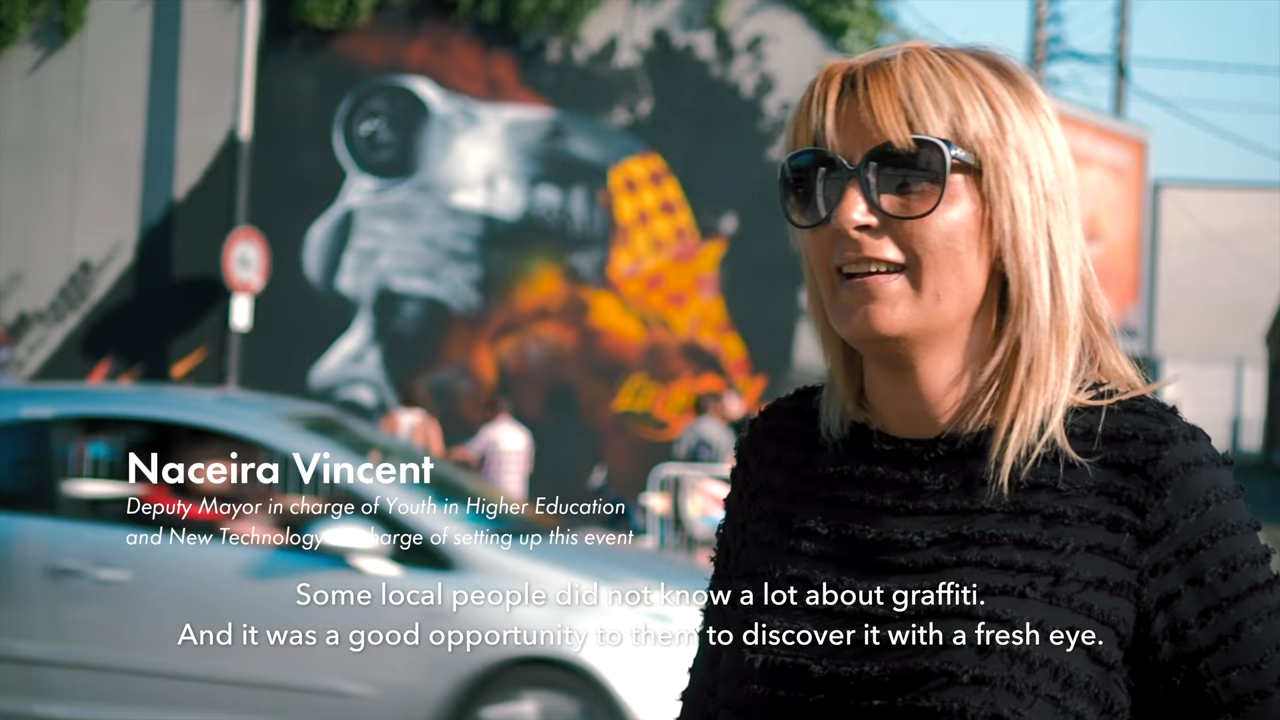 Naceira Vincent
Deputy Mayor in charge of Youth in Higher Education
and New Technology charge of setting up this event
Some local people did not know a lot about graffiti.
And it was a good opportunity to them to discover it with a fresh eye.